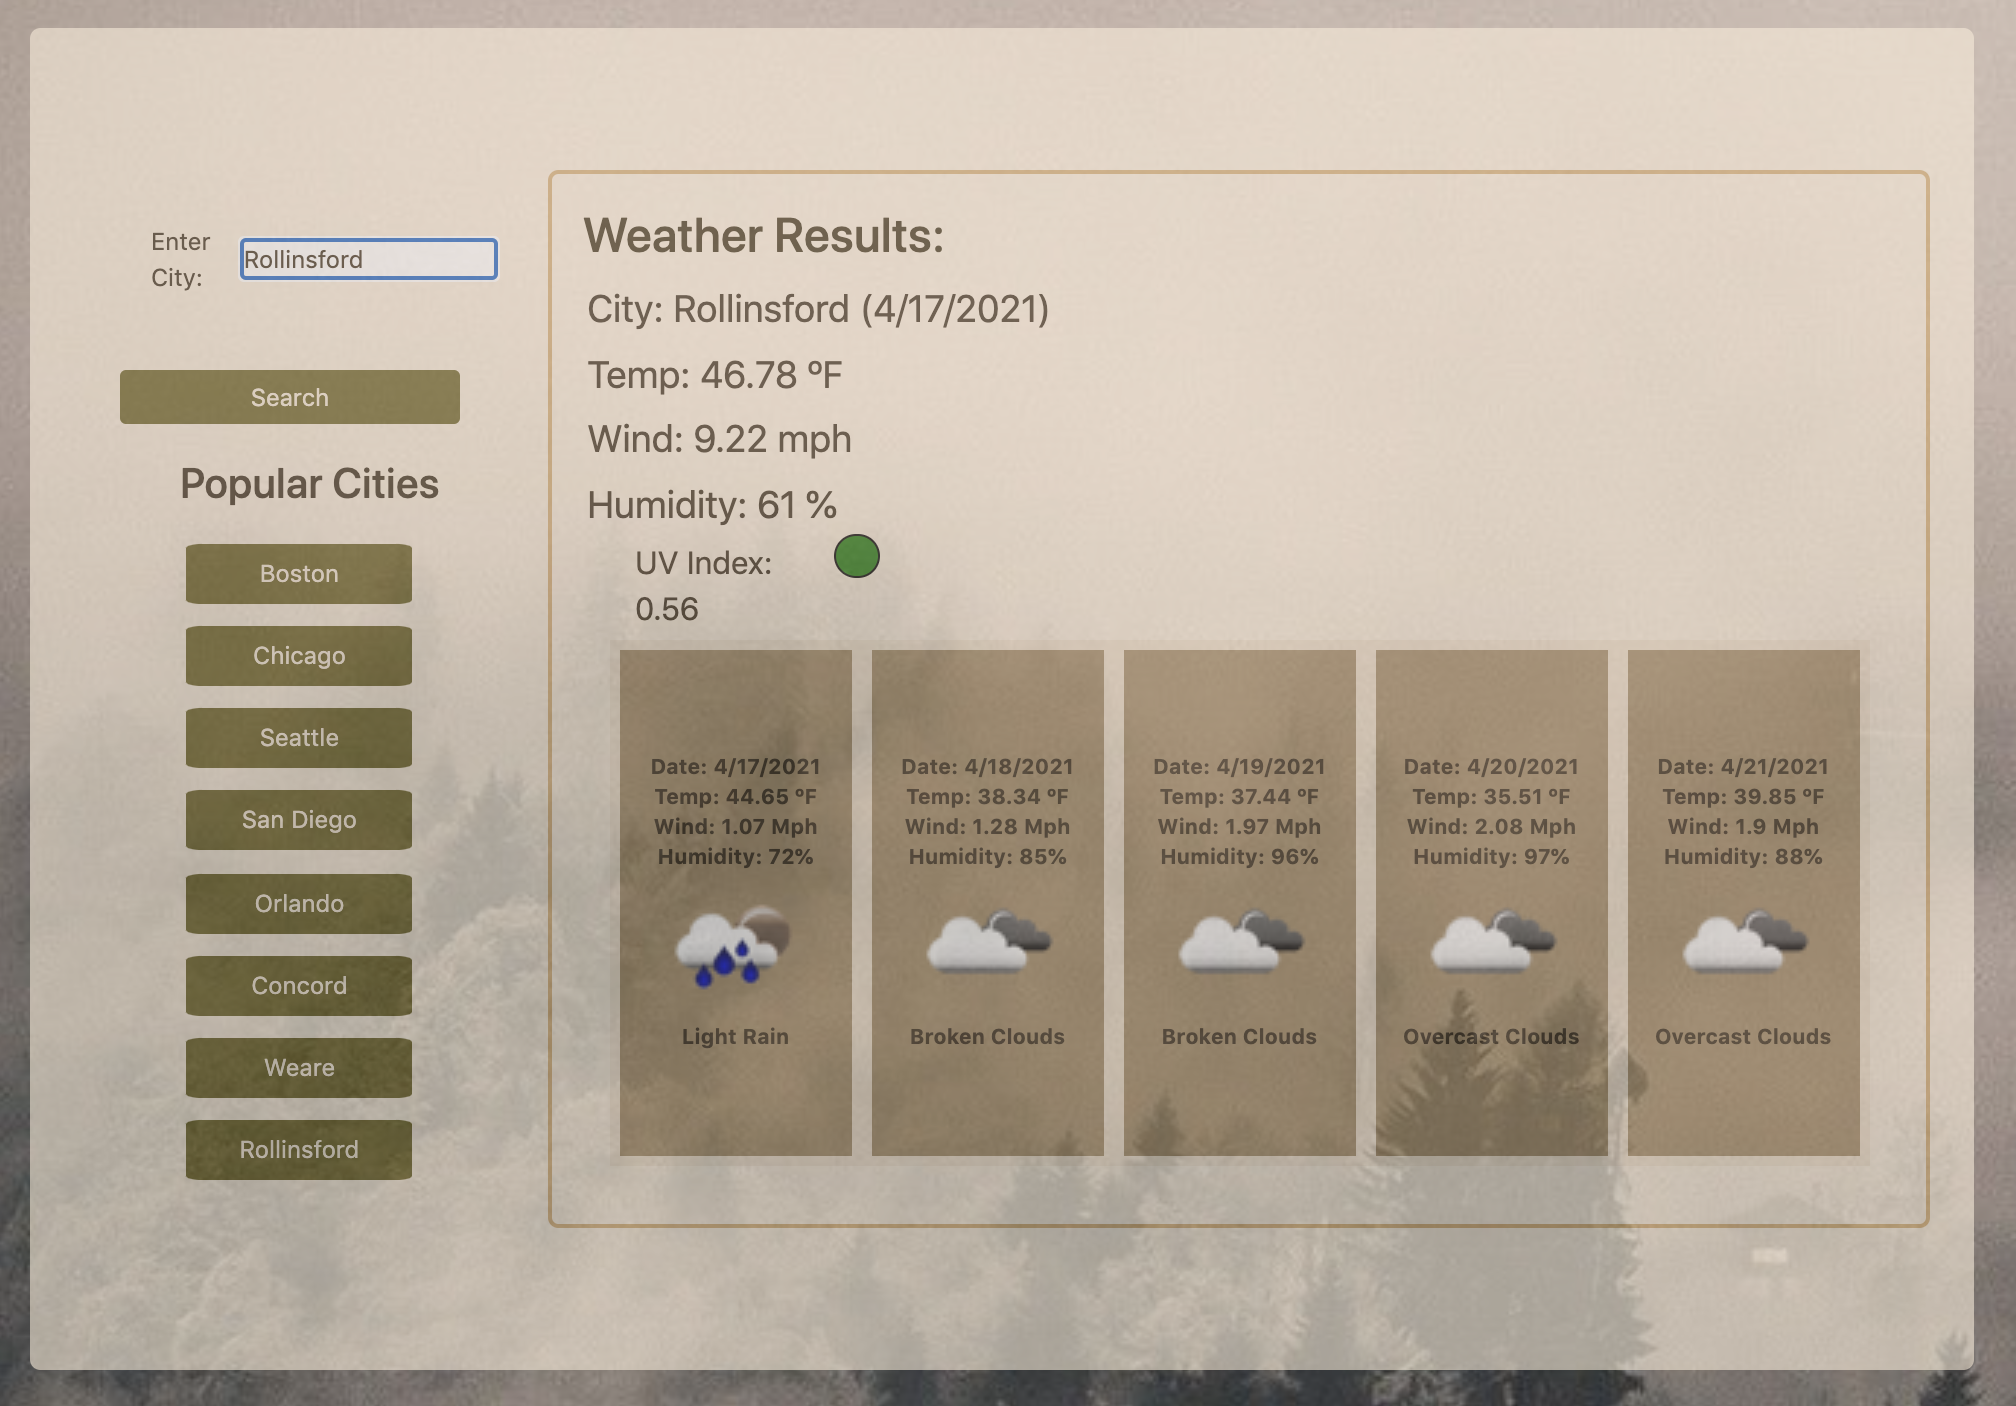 Enter
City:
Rollinsford
Search
Popular Cities
Boston
Chicago
Seattle
San Diego
Orlando
Concord
Weare
Rollinsford
Weather Results:
City: Rollinsford (4/17/2021)
Temp: 46.78 °F
Wind: 9.22 mph
Humidity: 61 %
UV Index:
0.56
Date: 4/17/2021
Temp: 44.65 °F
Wind: 1.07 Mph
Humidity: 72%
Light Rain
Date: 4/18/2021
Temp: 38.34 °F
Wind: 1.28 Mph
Humidity: 85%
Broken Clouds
Date: 4/19/2021
Temp: 37.44 °F
Wind: 1.97 Mph
Humidity: 96%
Broken Clouds
Date: 4/20/2021
Temp: 35.51 °F
Wind: 2.08 Mph
Humidity: 97%
Overcast Clouds
Date: 4/21/2021
Temp: 39.85 °F
Wind: 1.9 Mph
Humidity: 88%
Overcast Clouds